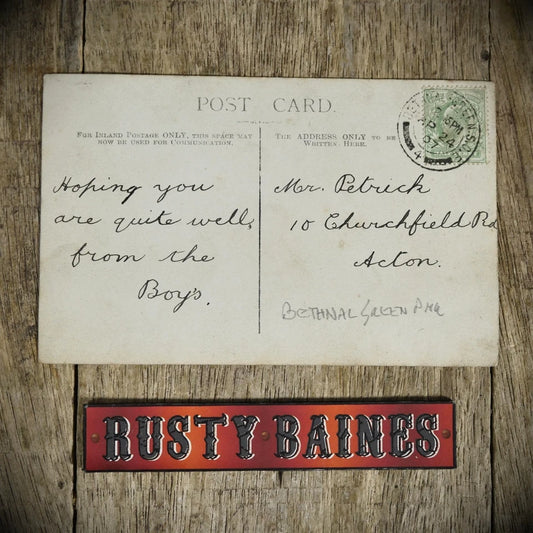 POST CARD.
FOR INLAND POSTAGE ONLY, THIS SPACE MAY
NOW BE USED FOR COMMUNICATION.
THE ADDRESS ONLY TO BE
WRITTEN HERE.
Hoping you
are quite well,
from the
Boys.
Mr. Petrick
10 Churchfield Rd
Acton.
BETHNAL GREEN PMK
RUSTY BAINES